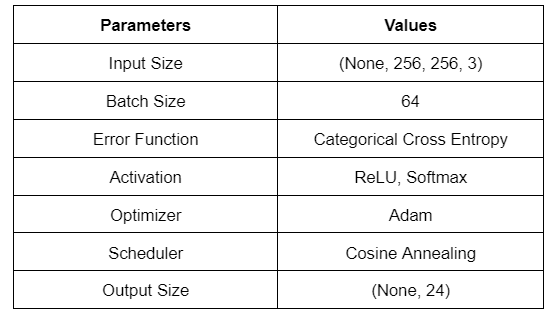 Parameters Values
Input Size (None, 256, 256, 3)
Batch Size 64
Error Function Categorical Cross Entropy
Activation ReLU, Softmax
Optimizer Adam
Scheduler Cosine Annealing
Output Size (None, 24)